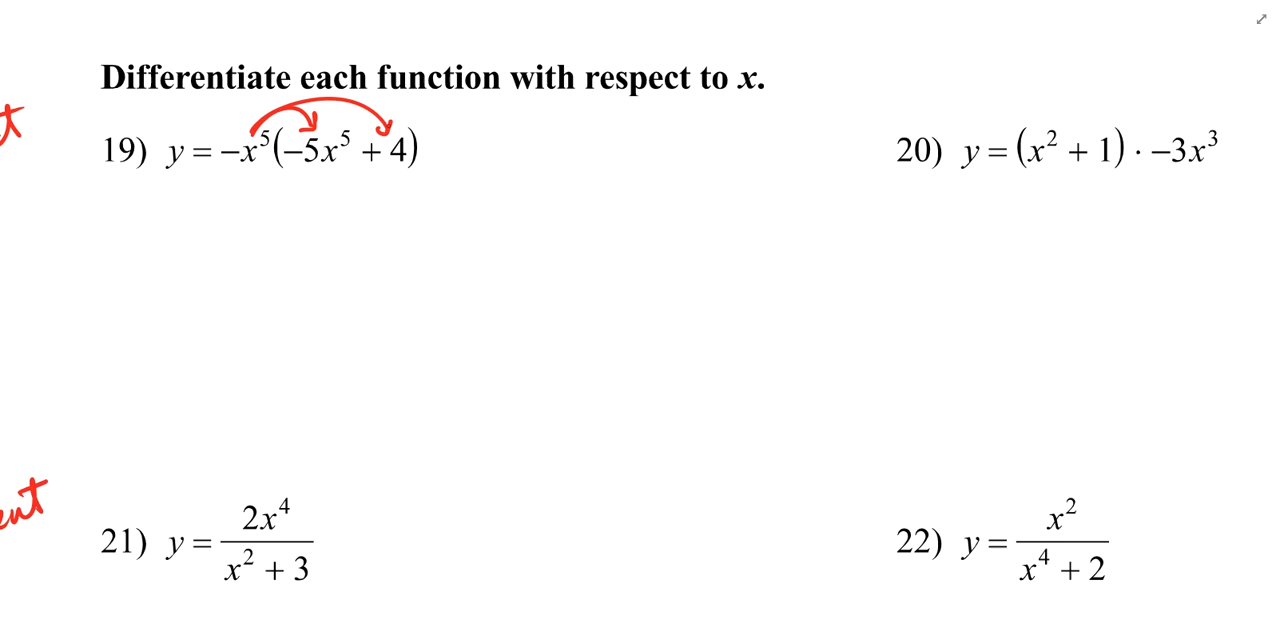 Differentiate each function with respect to x.
19) y = −x⁵(−5x⁵ + 4)
20) y = (x² + 1) · −3x³
21) y = 2x⁴ / (x² + 3)
22) y = x² / (x⁴ + 2)